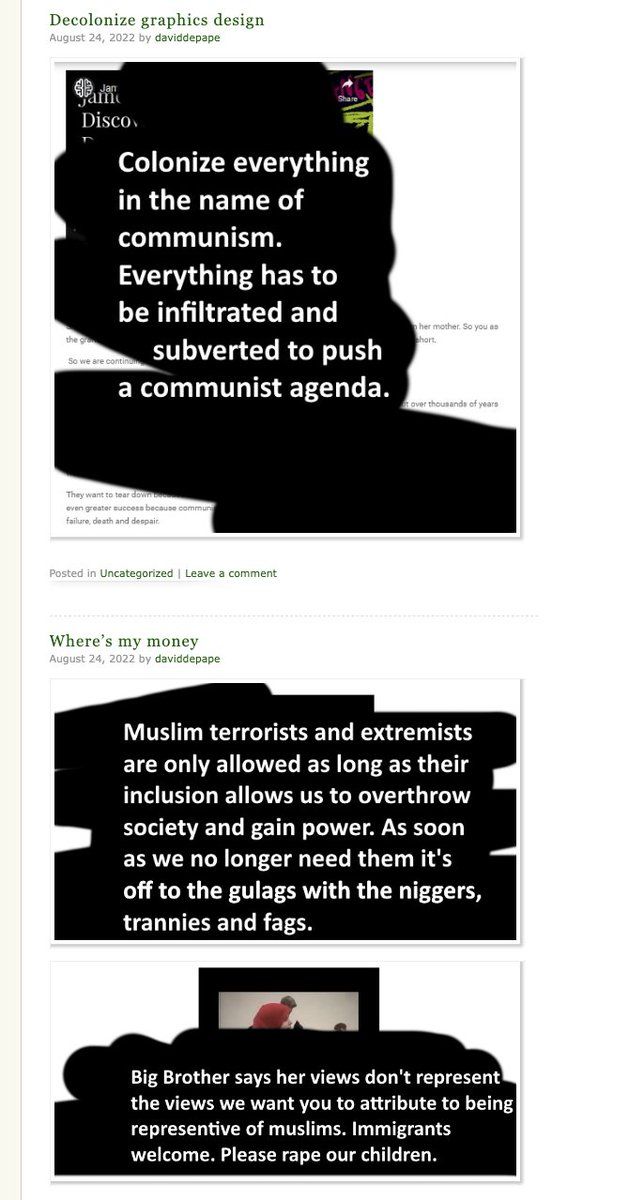 Decolonize graphics design
August 24, 2022 by daviddepape
Share
Disco
Colonize everything
in the name of
communism.
Everything has to
be infiltrated and
subverted to push
a communist agenda.
her mother. So you as
the
short.
So we are
over thousands of years
They want to tear down
even greater success because
failure, death and despair.
Posted in Uncategorized | Leave a comment
Where's my money
August 24, 2022 by daviddepape
Muslim terrorists and extremists
are only allowed as long as their
inclusion allows us to overthrow
society and gain power. As soon
as we no longer need them it's
off to the gulags with the niggers,
trannies and fags.
Big Brother says her views don't represent
the views we want you to attribute to being
representive of muslims. Immigrants
welcome. Please rape our children.